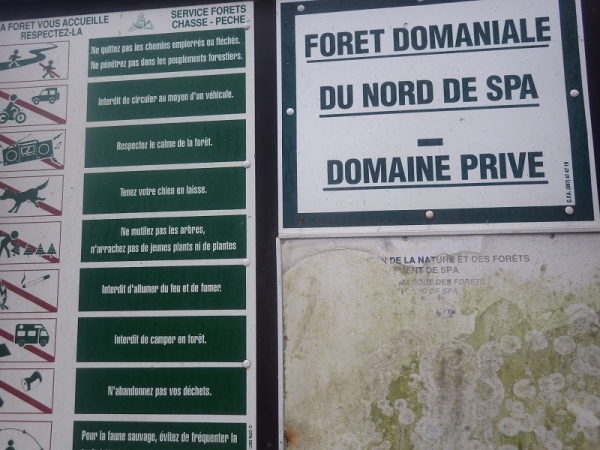 A FORET VOUS ACCUEILLE
RESPECTEZ-LA
SERVICE FORETS
CHASSE - PECHE
Ne quittez pas les chemins empierrés ou fléchés.
Ne pénétrez pas dans les peuplements forestiers.
Interdit de circuler au moyen d'un véhicule.
Respectez le calme de la forêt.
Tenez votre chien en laisse.
Ne mutilez pas les arbres,
n'arrachez pas de jeunes plants ni de plantes
Interdit d'allumer du feu et de fumer.
Interdit de camper en forêt.
N'abandonnez pas vos déchets.
Pour la faune sauvage, évitez de fréquenter la
FORET DOMANIALE
DU NORD DE SPA
-
DOMAINE PRIVE
DE LA NATURE ET DES FORÊTS
MENT DE SPA
DES FORÊTS
DE SPA